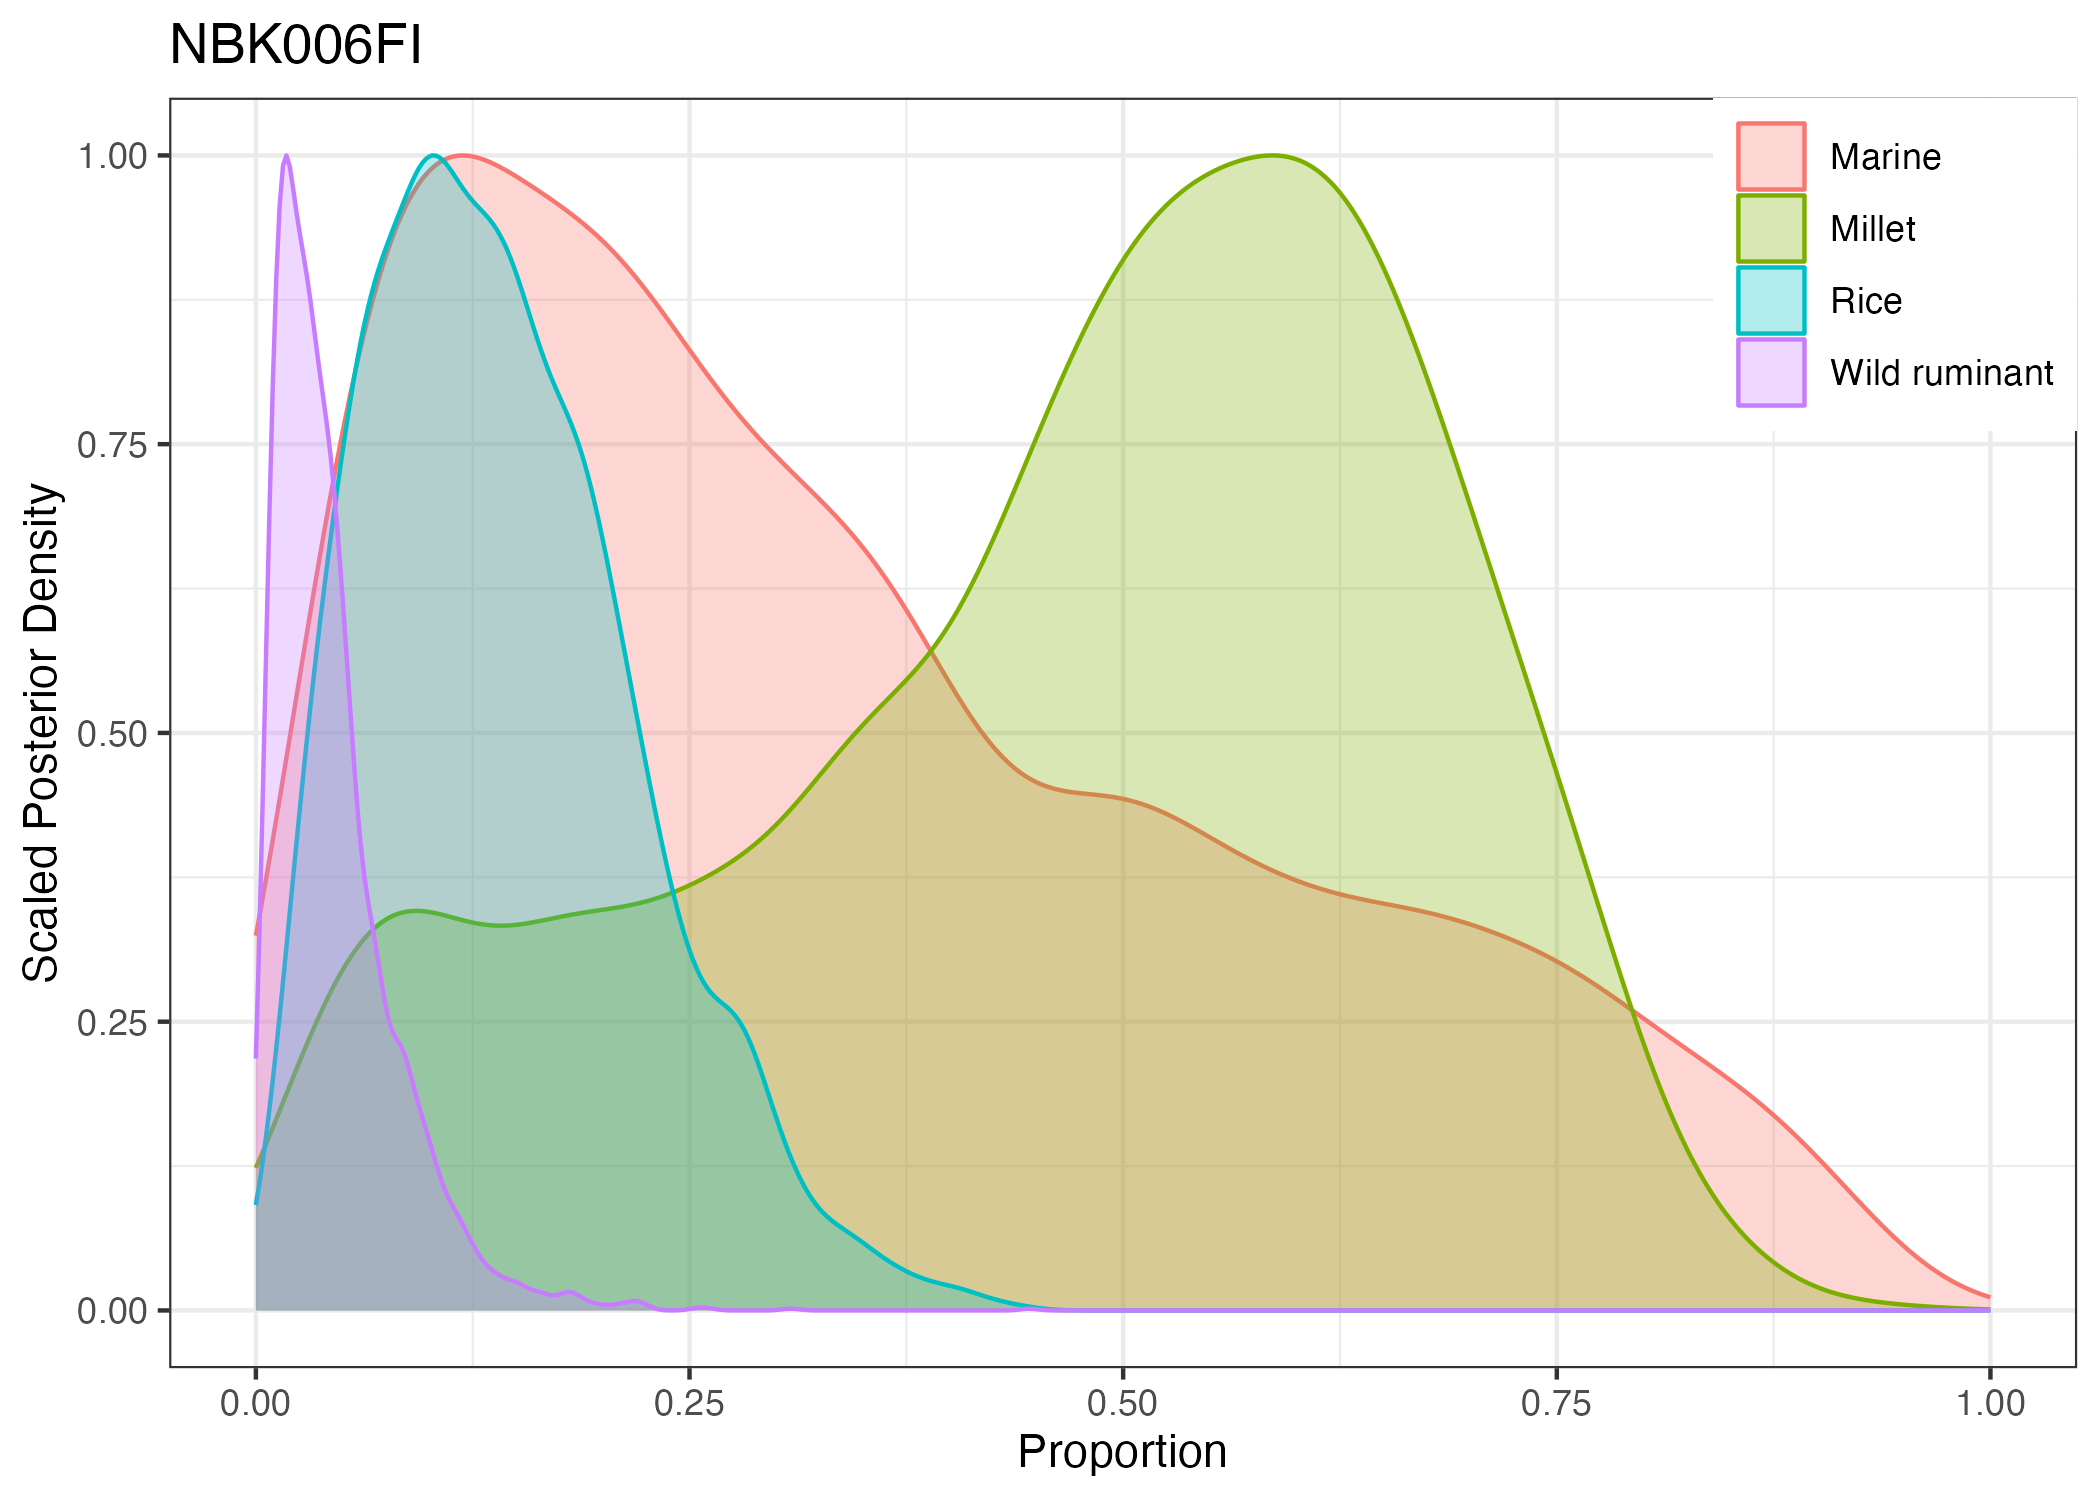 NBK006FI
Marine
Millet
Rice
Wild ruminant
1.00
0.75
0.50
0.25
0.00
Scaled Posterior Density
0.00 0.25 0.50 0.75 1.00
Proportion